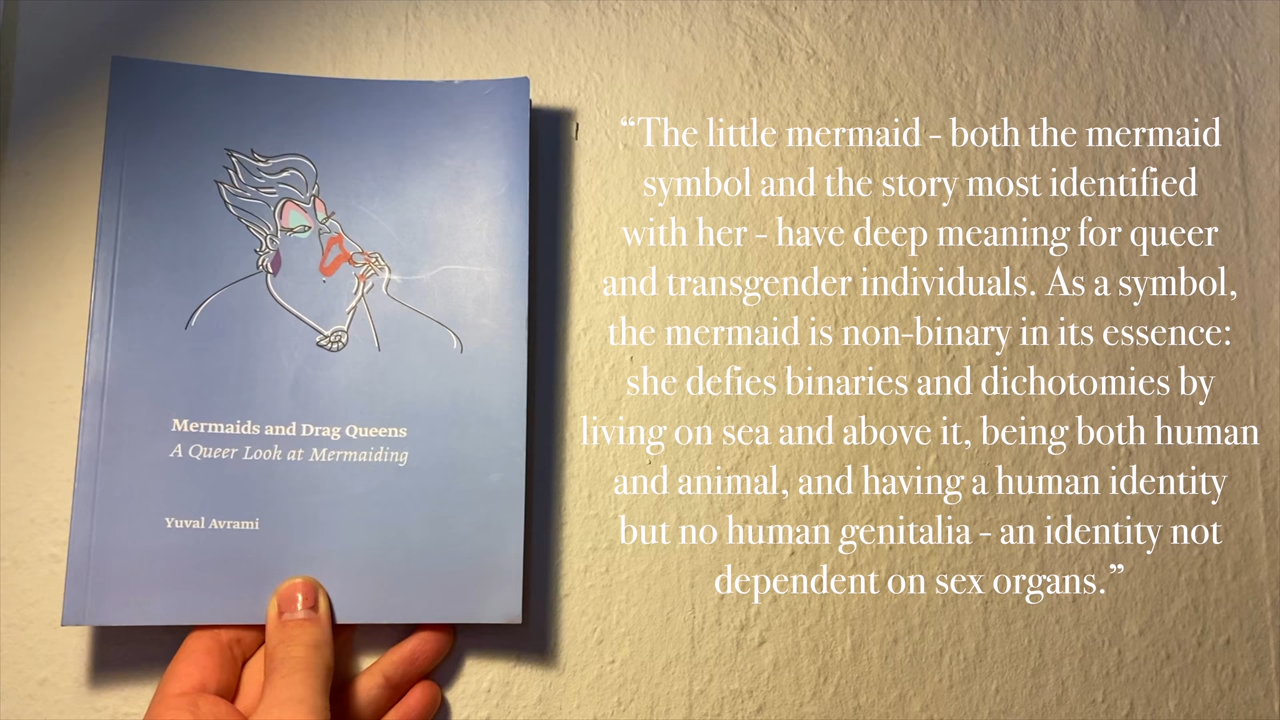 Mermaids and Drag Queens
A Queer Look at Mermaiding
Yuval Avrami
“The little mermaid - both the mermaid
symbol and the story most identified
with her - have deep meaning for queer
and transgender individuals. As a symbol,
the mermaid is non-binary in its essence:
she defies binaries and dichotomies by
living on sea and above it, being both human
and animal, and having a human identity
but no human genitalia - an identity not
dependent on sex organs.”